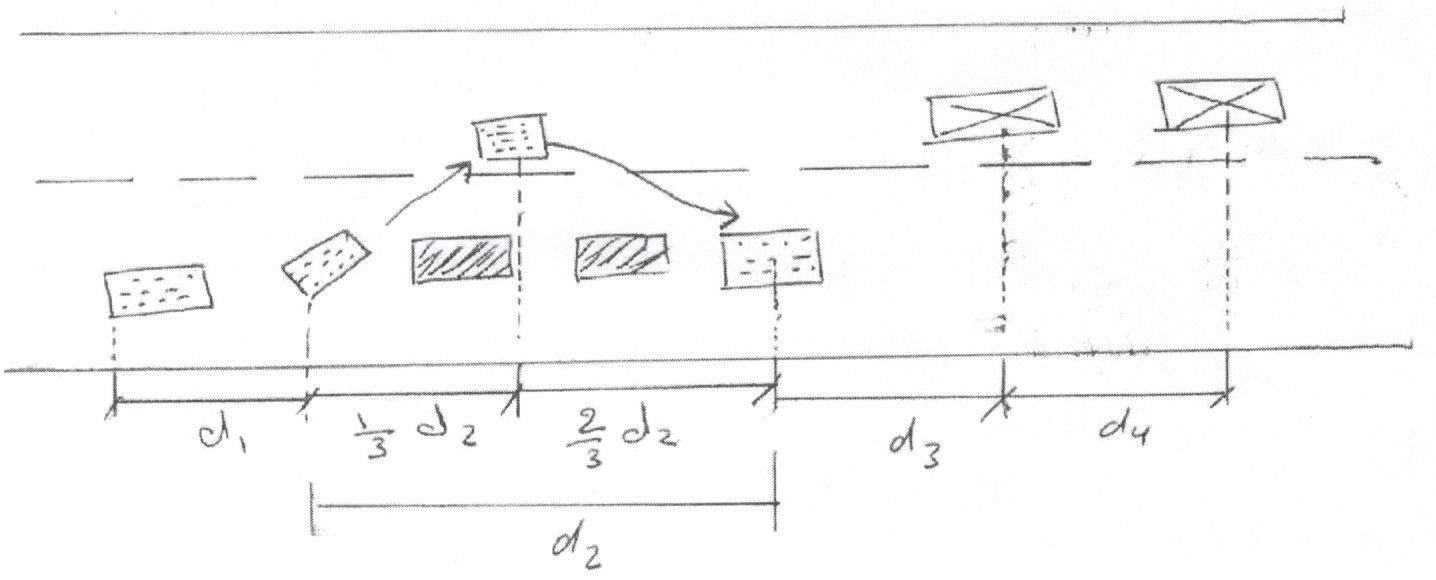 d₁ 1/3 d₂ 2/3 d₂ d₃ d₄
d₂